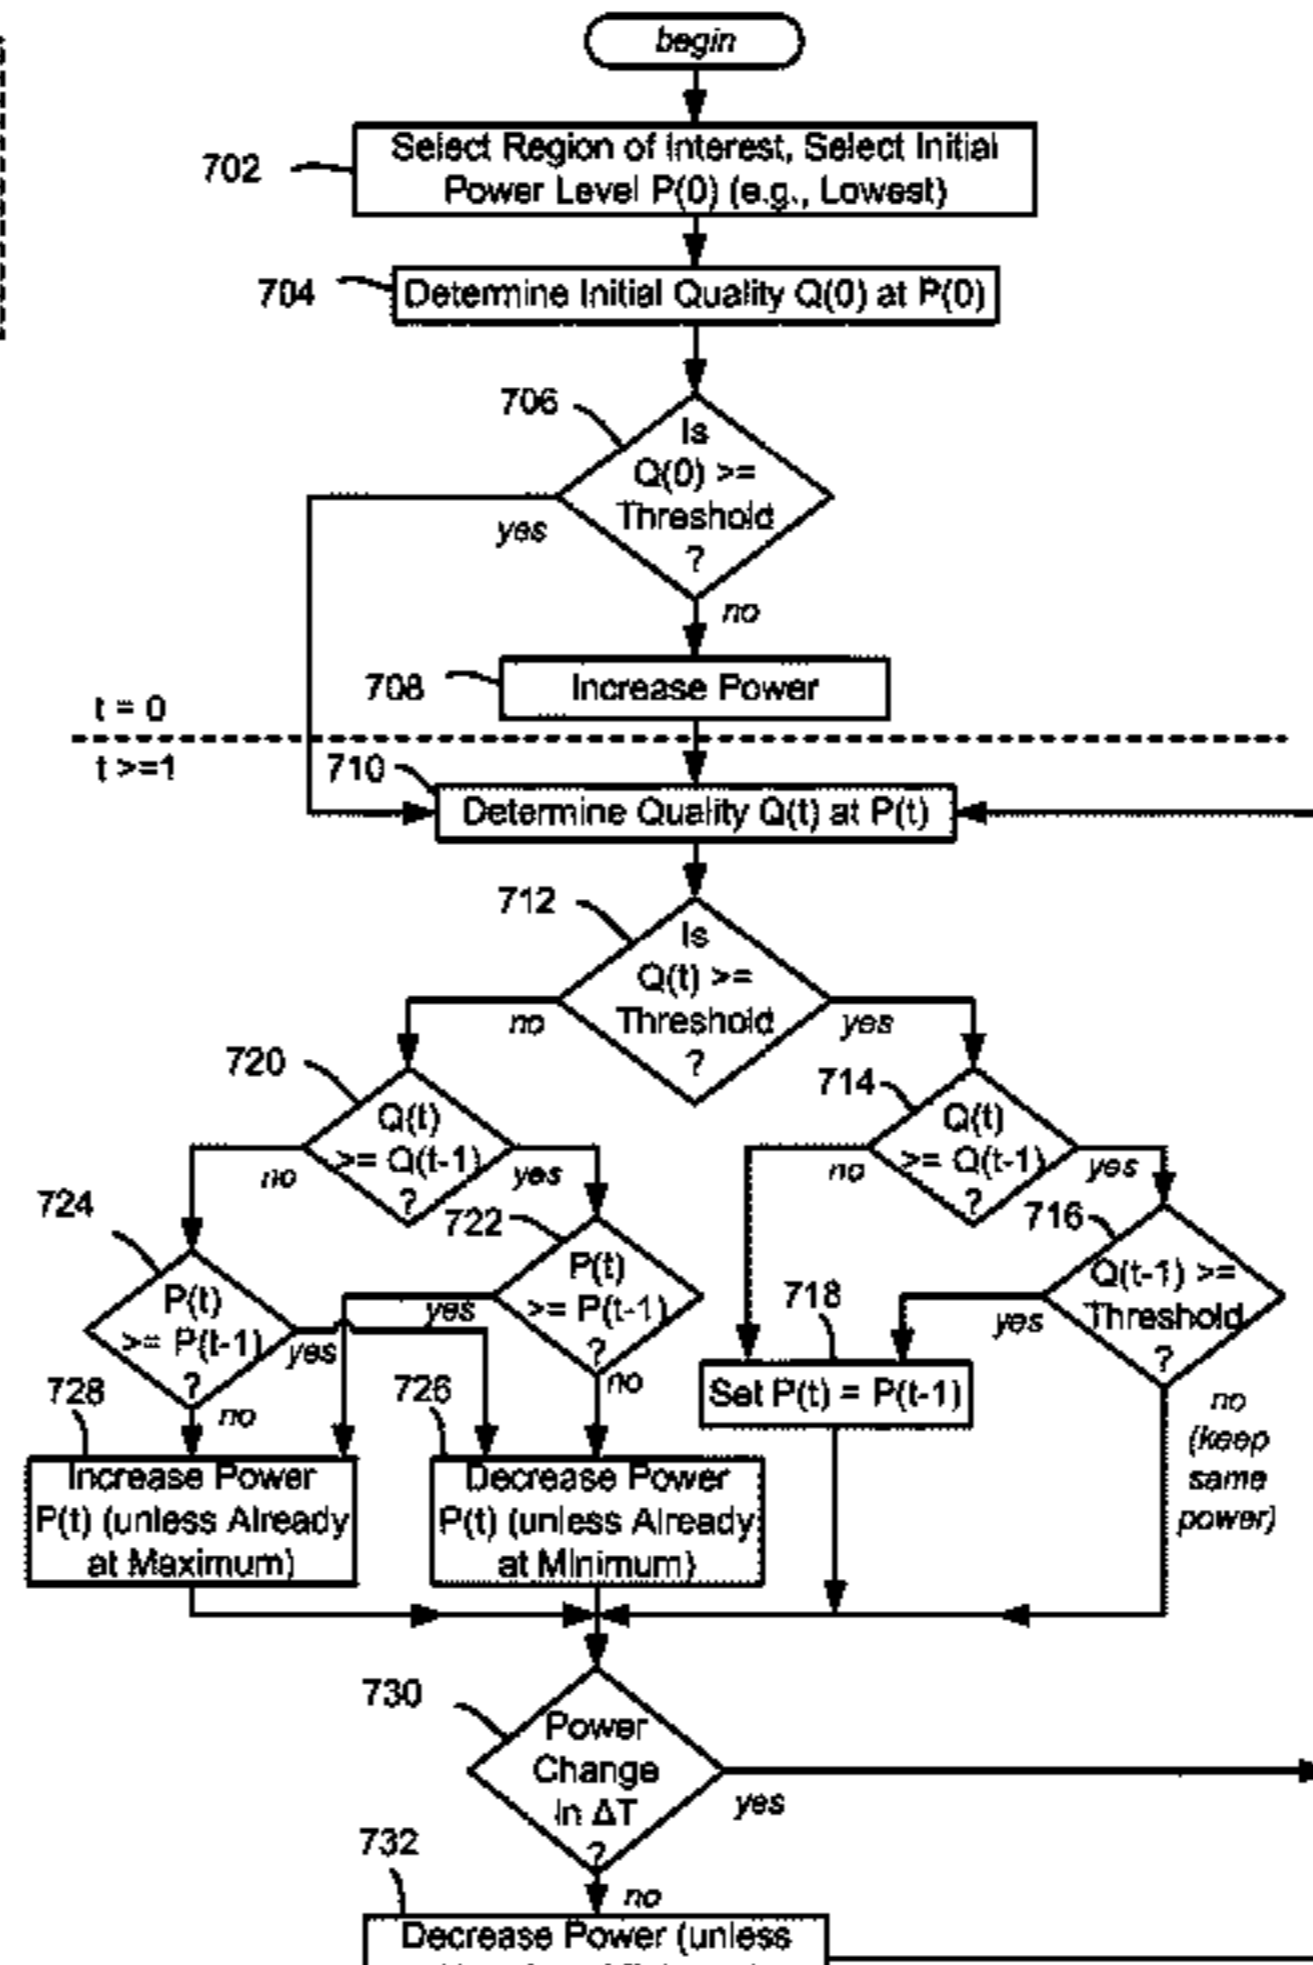 begin
702
Select Region of Interest, Select Initial
Power Level P(0) (e.g., Lowest)
704
Determine Initial Quality Q(0) at P(0)
706
Is
Q(0) >=
Threshold
?
yes
no
708
Increase Power
t = 0
t >=1
710
Determine Quality Q(t) at P(t)
712
Is
Q(t) >=
Threshold
?
no
yes
720
Q(t)
>= Q(t-1)
?
no
yes
714
Q(t)
>= Q(t-1)
?
no
yes
724
P(t)
>= P(t-1)
?
yes
no
722
P(t)
>= P(t-1)
?
yes
no
716
Q(t-1) >=
Threshold
?
yes
no
(keep
same
power)
718
Set P(t) = P(t-1)
728
Increase Power
P(t) (unless Already
at Maximum)
726
Decrease Power
P(t) (unless Already
at Minimum)
730
Power
Change
in ΔT
?
yes
no
732
Decrease Power (unless